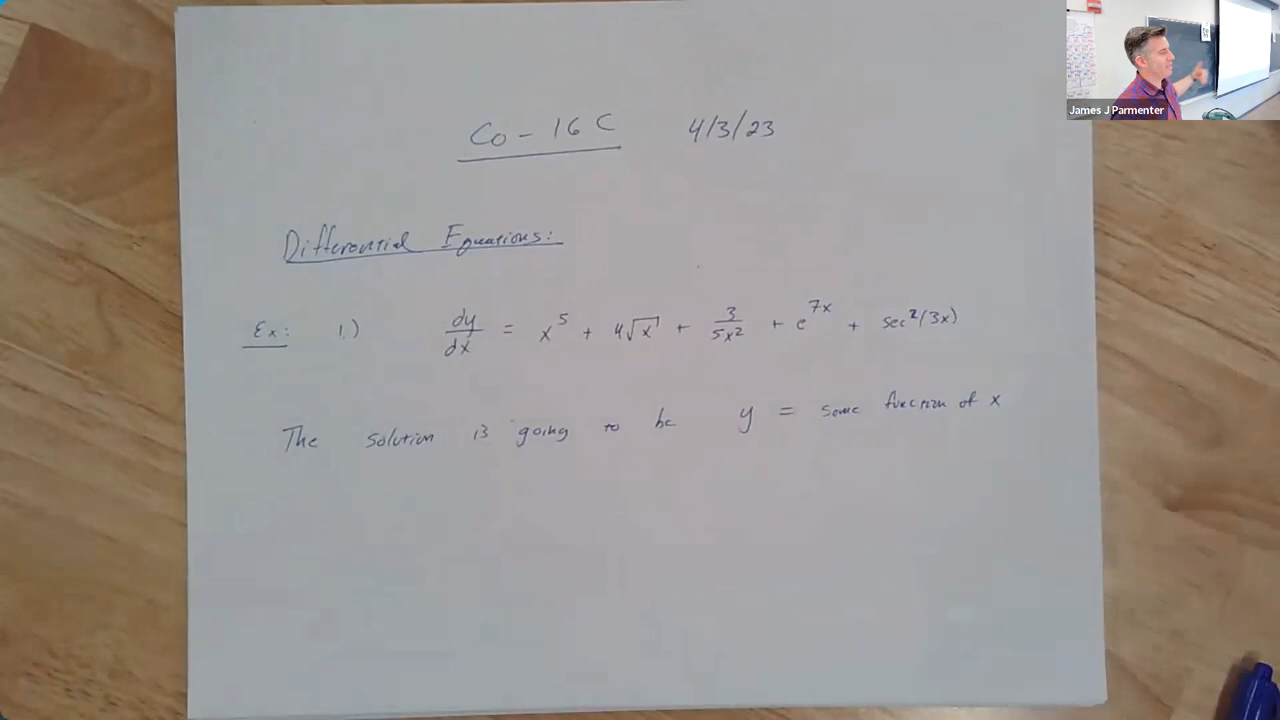 James J Parmenter
Co-16C 4/3/23
Differential Equations:
Ex: 1.) dy/dx = x^5 + 4√x + 3/(5x^2) + e^(7x) + sec^2(3x)
The solution is going to be y = some function of x